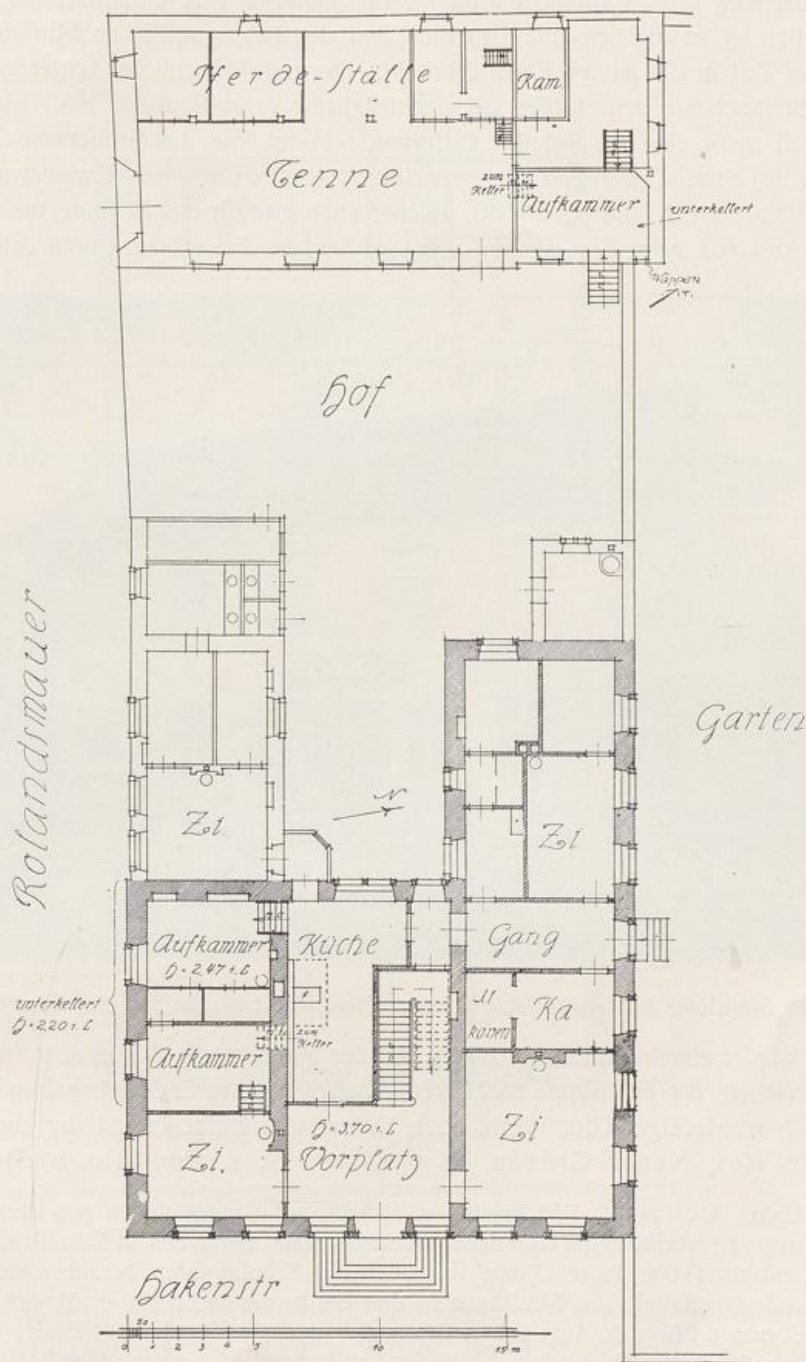 Pferde-Ställe
Kam.
Tenne
zum
Keller
Aufkammer
unterkellert
Wappen
Hof
Rolandsmauer
Garten
Zi.
N
Zi
Aufkammer
H=2,47 i. L
Küche
Gang
unterkellert
H=2,20 i. L
Aufkammer
zum
Keller
Ka
Zi
H=3,70 i. L
Vorplatz
Zi.
Hakenstr
50
0 1 2 3 4 5 10 15 m